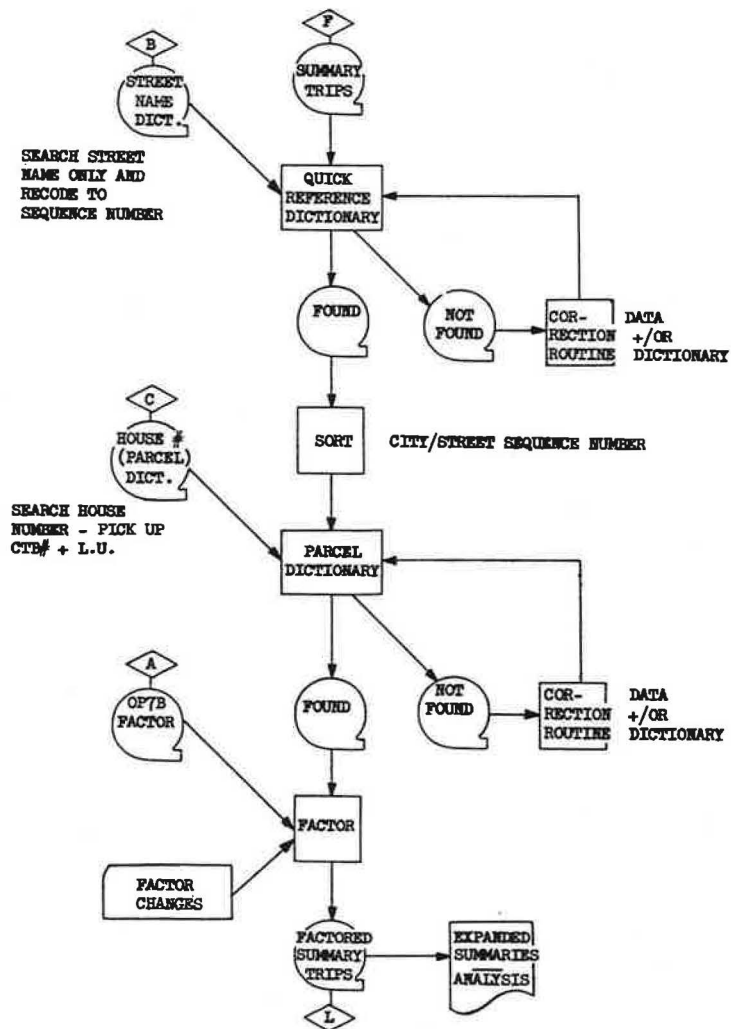 B
STREET
NAME
DICT.
F
SUMMARY
TRIPS
SEARCH STREET
NAME ONLY AND
RECODE TO
SEQUENCE NUMBER
QUICK
REFERENCE
DICTIONARY
FOUND
NOT
FOUND
COR-
RECTION
ROUTINE
DATA
+/OR
DICTIONARY
C
HOUSE #
(PARCEL)
DICT.
SORT
CITY/STREET SEQUENCE NUMBER
SEARCH HOUSE
NUMBER - PICK UP
CTB# + L.U.
PARCEL
DICTIONARY
A
OP7B
FACTOR
FOUND
NOT
FOUND
COR-
RECTION
ROUTINE
DATA
+/OR
DICTIONARY
FACTOR
FACTOR
CHANGES
FACTORED
SUMMARY
TRIPS
EXPANDED
SUMMARIES
ANALYSIS
L